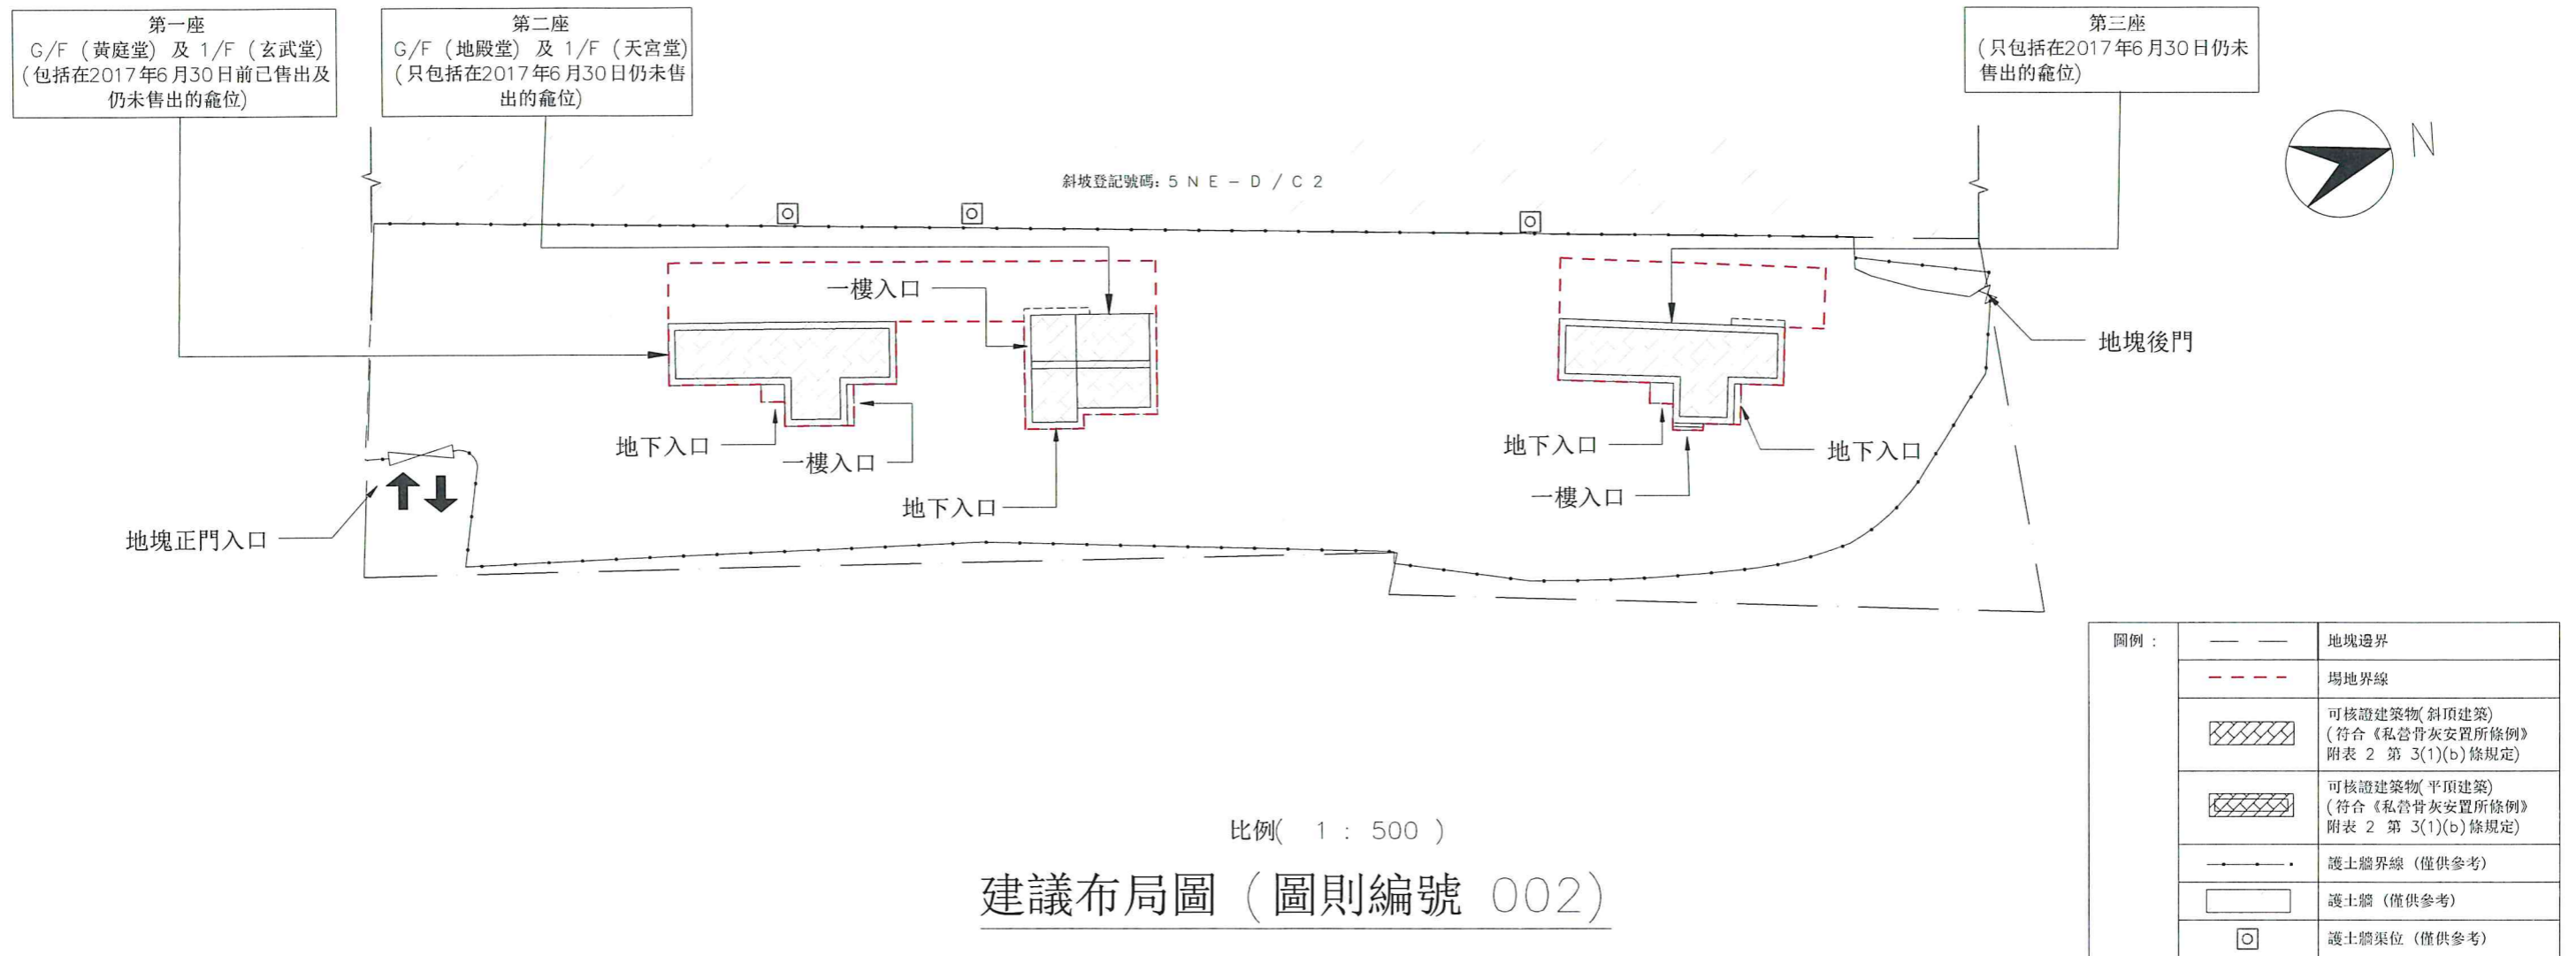 第一座
G/F (黃庭堂) 及 1/F (玄武堂)
(包括在2017年6月30日前已售出及
仍未售出的龕位)
第二座
G/F (地殿堂) 及 1/F (天宮堂)
(只包括在2017年6月30日仍未售
出的龕位)
第三座
(只包括在2017年6月30日仍未
售出的龕位)
N
斜坡登記號碼: 5 N E - D / C 2
一樓入口
地塊後門
地下入口
一樓入口
地下入口
地下入口
地下入口
一樓入口
地塊正門入口
圖例 :
地塊邊界
場地界線
可核證建築物(斜頂建築)
(符合《私營骨灰安置所條例》
附表 2 第 3(1)(b)條規定)
可核證建築物(平頂建築)
(符合《私營骨灰安置所條例》
附表 2 第 3(1)(b)條規定)
護土牆界線 (僅供參考)
護土牆 (僅供參考)
護土牆渠位 (僅供參考)
比例( 1 : 500 )
建議布局圖 (圖則編號 002)